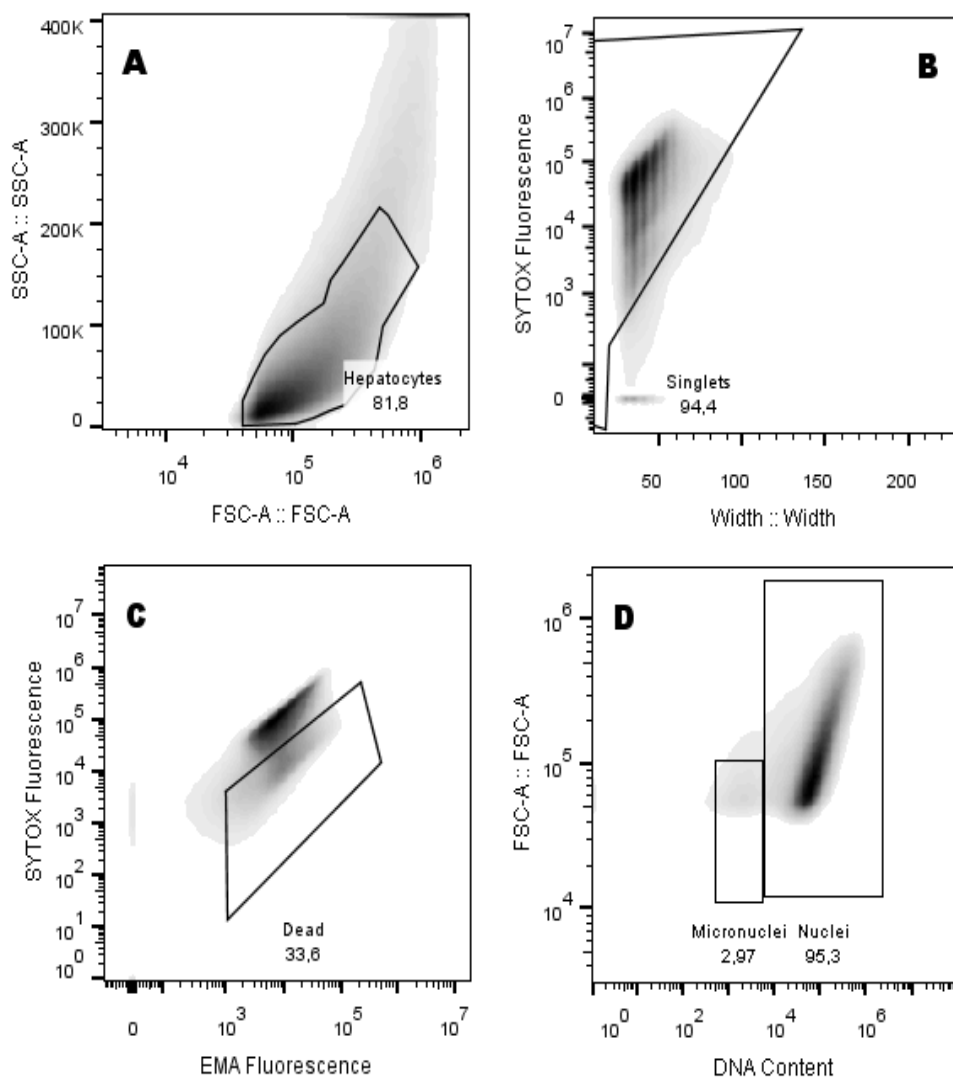 A
400K
300K
200K
100K
0
SSC-A :: SSC-A
Hepatocytes
81,8
10^4
10^5
10^6
FSC-A :: FSC-A
B
10^7
10^6
10^5
10^4
10^3
0
SYTOX Fluorescence
Singlets
94,4
50
100
150
200
Width :: Width
C
10^7
10^6
10^5
10^4
10^3
10^2
10^1
10^0
SYTOX Fluorescence
Dead
33,6
0
10^3
10^5
10^7
EMA Fluorescence
D
10^6
10^5
10^4
FSC-A :: FSC-A
Micronuclei Nuclei
2,97 95,3
10^0
10^2
10^4
10^6
DNA Content